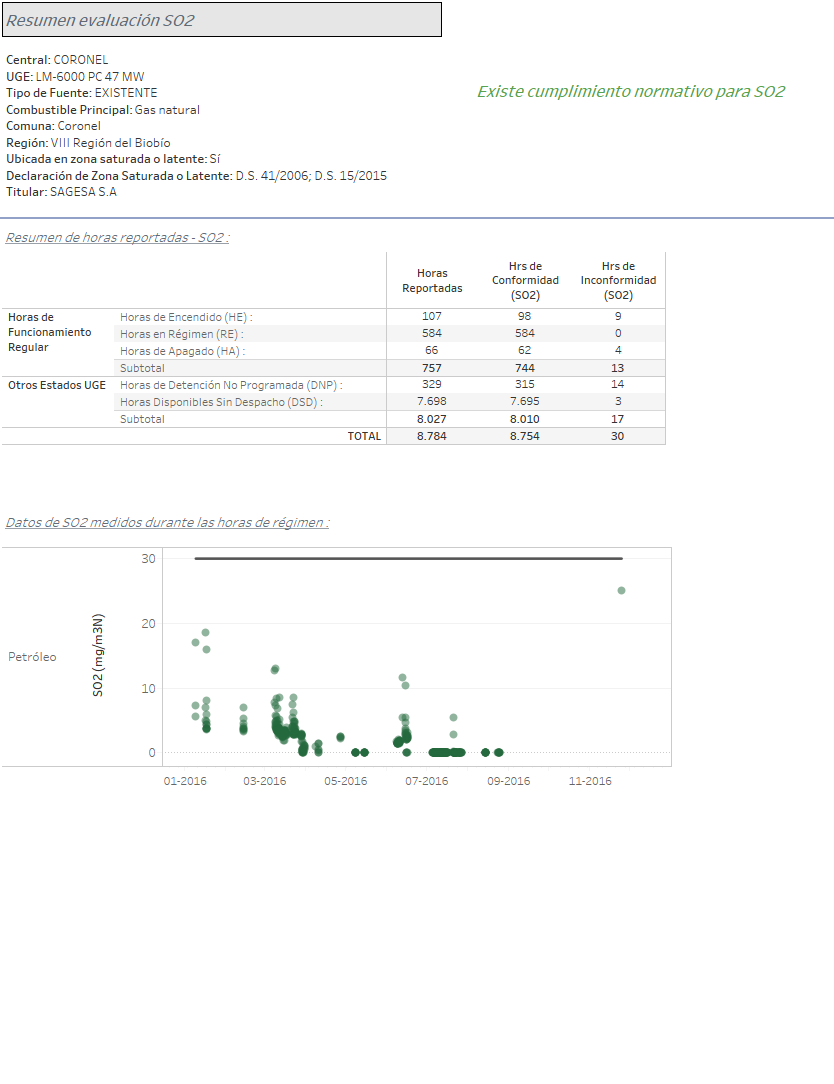 Resumen evaluación SO2
Central: CORONEL
UGE: LM-6000 PC 47 MW
Tipo de Fuente: EXISTENTE
Combustible Principal: Gas natural
Comuna: Coronel
Región: VIII Región del Biobío
Ubicada en zona saturada o latente: Sí
Declaración de Zona Saturada o Latente: D.S. 41/2006; D.S. 15/2015
Titular: SAGESA S.A
Existe cumplimiento normativo para SO2
Resumen de horas reportadas - SO2 :
Horas Reportadas
Hrs de Conformidad (SO2)
Hrs de Inconformidad (SO2)
Horas de Funcionamiento Regular
Horas de Encendido (HE) : 107 98 9
Horas en Régimen (RE) : 584 584 0
Horas de Apagado (HA) : 66 62 4
Subtotal 757 744 13
Otros Estados UGE
Horas de Detención No Programada (DNP) : 329 315 14
Horas Disponibles Sin Despacho (DSD) : 7.698 7.695 3
Subtotal 8.027 8.010 17
TOTAL 8.784 8.754 30
Datos de SO2 medidos durante las horas de régimen :
Petróleo
SO2 (mg/m3N)
30
20
10
0
01-2016 03-2016 05-2016 07-2016 09-2016 11-2016